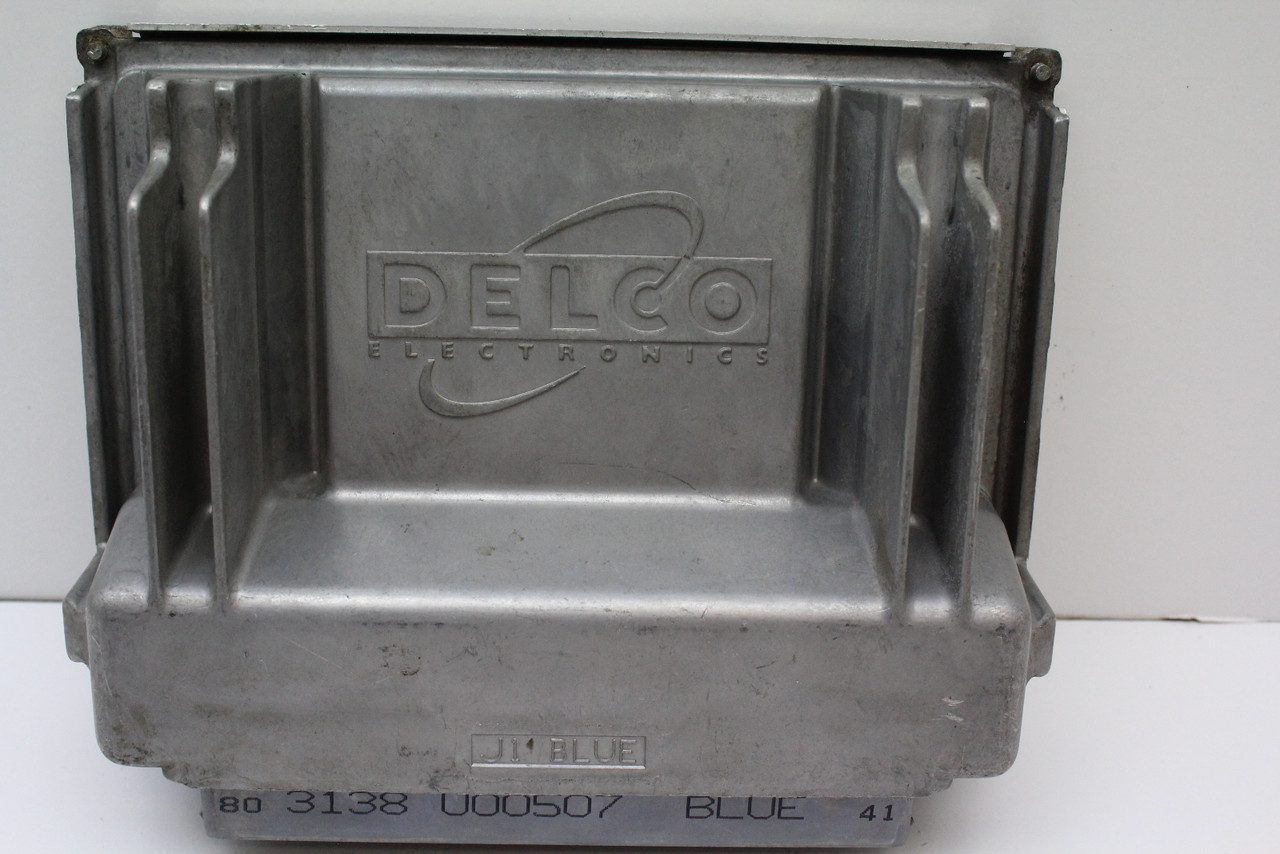 DELCO
ELECTRONICS
J1 BLUE
80 3138 U00507 BLUE 41